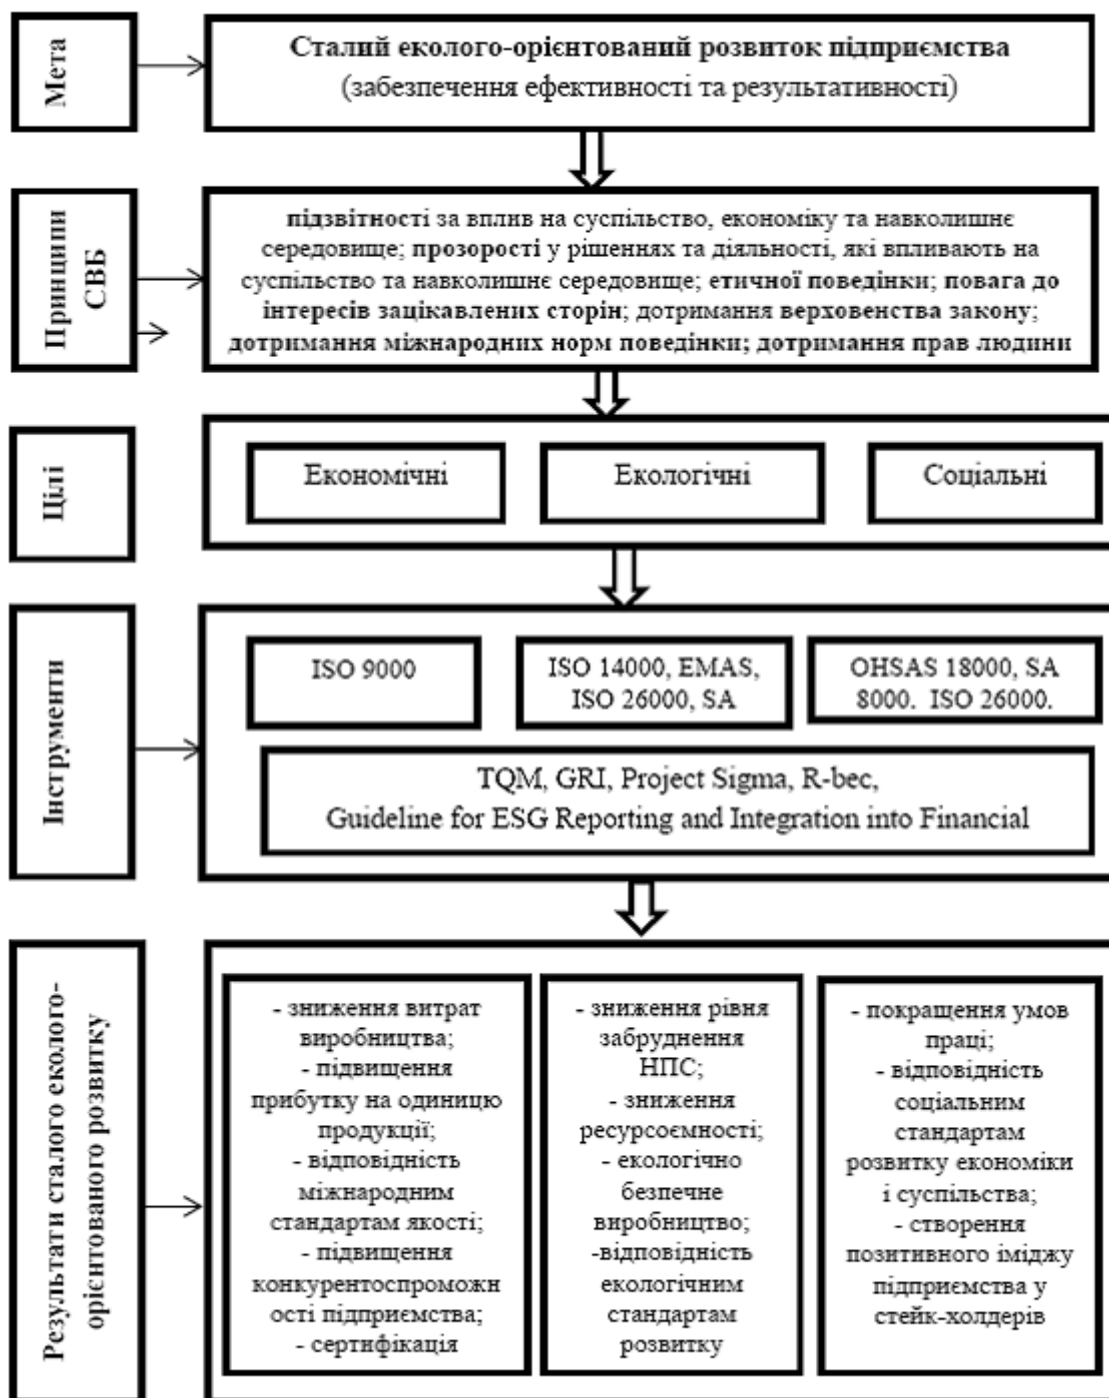 Мета
Сталий еколого-орієнтований розвиток підприємства
(забезпечення ефективності та результативності)
Принципи
СВБ
підзвітності за вплив на суспільство, економіку та навколишнє
середовище; прозорості у рішеннях та діяльності, які впливають на
суспільство та навколишнє середовище; етичної поведінки; повага до
інтересів зацікавлених сторін; дотримання верховенства закону;
дотримання міжнародних норм поведінки; дотримання прав людини
Цілі
Економічні
Екологічні
Соціальні
Інструменти
ISO 9000
ISO 14000, EMAS,
ISO 26000, SA
OHSAS 18000, SA
8000. ISO 26000.
TQM, GRI, Project Sigma, R-bec,
Guideline for ESG Reporting and Integration into Financial
Результати сталого еколого-
орієнтованого розвитку
- зниження витрат
виробництва;
- підвищення
прибутку на одиницю
продукції;
- відповідність
міжнародним
стандартам якості;
- підвищення
конкурентоспроможн
ості підприємства;
- сертифікація
- зниження рівня
забруднення
НПС;
- зниження
ресурсоємності;
- екологічно
безпечне
виробництво;
-відповідність
екологічним
стандартам
розвитку
- покращення умов
праці;
- відповідність
соціальним
стандартам
розвитку економіки
і суспільства;
- створення
позитивного іміджу
підприємства у
стейк-холдерів